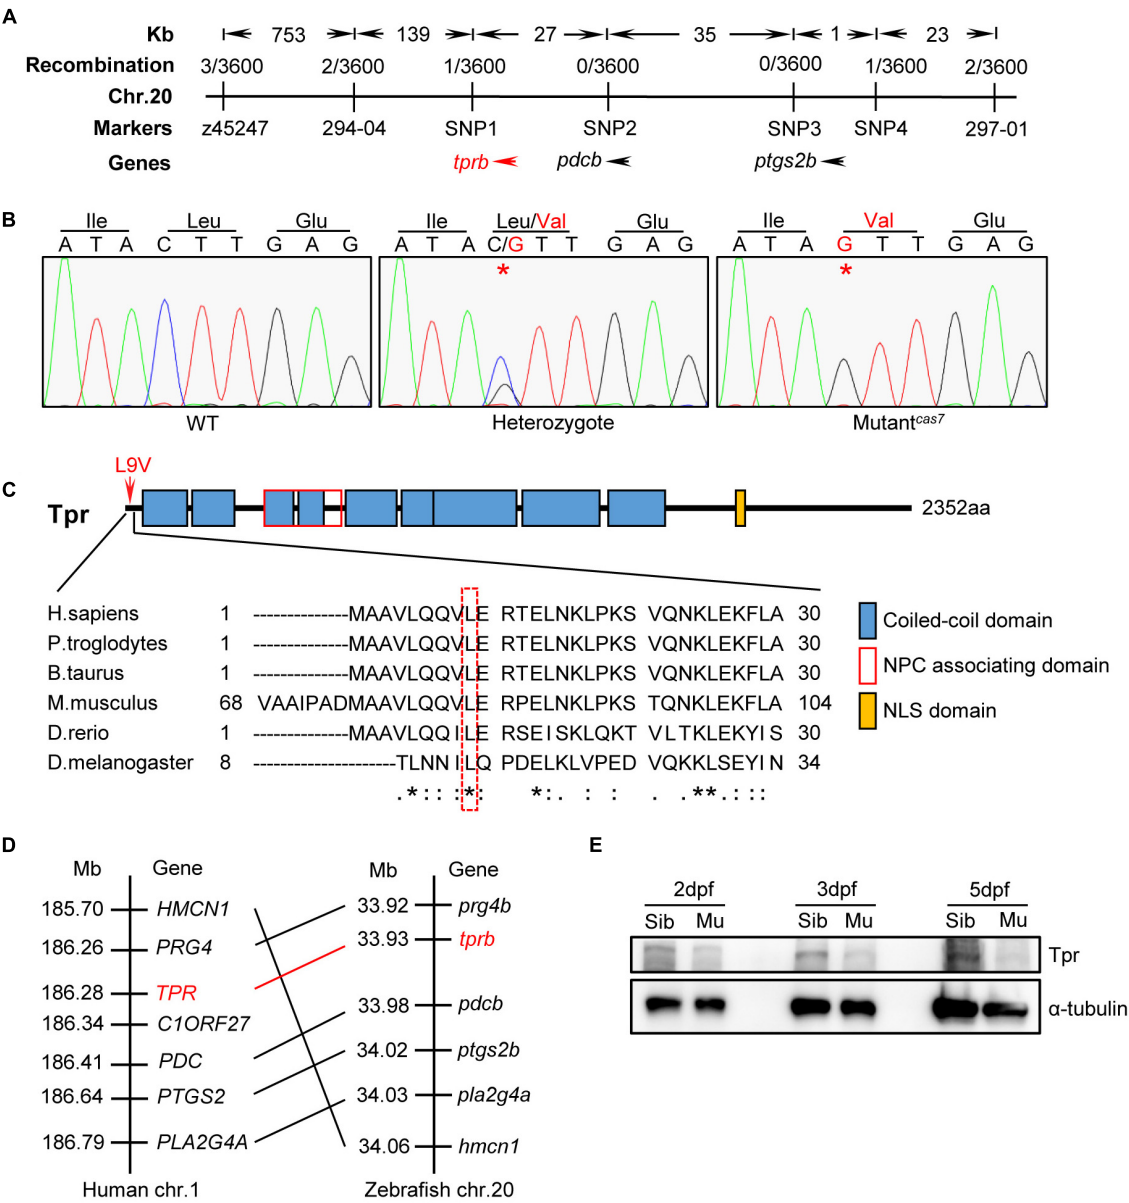 A
Kb 753 139 27 35 1 23
Recombination 3/3600 2/3600 1/3600 0/3600 0/3600 1/3600 2/3600
Chr.20
Markers z45247 294-04 SNP1 SNP2 SNP3 SNP4 297-01
Genes tprb pdcb ptgs2b
B
Ile Leu Glu Ile Leu/Val Glu Ile Val Glu
A T A C T T G A G A T A C/G T T G A G A T A G T T G A G
* *
WT Heterozygote Mutantcas7
C
L9V
Tpr 2352aa
H.sapiens 1 --------------MAAVLQQVLE RTELNKLPKS VQNKLEKFLA 30
P.troglodytes 1 --------------MAAVLQQVLE RTELNKLPKS VQNKLEKFLA 30
B.taurus 1 --------------MAAVLQQVLE RTELNKLPKS VQNKLEKFLA 30
M.musculus 68 VAAIPADMAAVLQQVLE RPELNKLPKS TQNKLEKFLA 104
D.rerio 1 --------------MAAVLQQILE RSEISKLQKT VLTKLEKYIS 30
D.melanogaster 8 ---------------------TLNNILQ PDELKLVPED VQKKLSEYIN 34
.*:: :*: *:. : : . .**.:::
Coiled-coil domain
NPC associating domain
NLS domain
D
Mb Gene Mb Gene
185.70 HMCN1 33.92 prg4b
186.26 PRG4 33.93 tprb
186.28 TPR
186.34 C1ORF27 33.98 pdcb
186.41 PDC 34.02 ptgs2b
186.64 PTGS2 34.03 pla2g4a
186.79 PLA2G4A 34.06 hmcn1
Human chr.1 Zebrafish chr.20
E
2dpf 3dpf 5dpf
Sib Mu Sib Mu Sib Mu
Tpr
α-tubulin